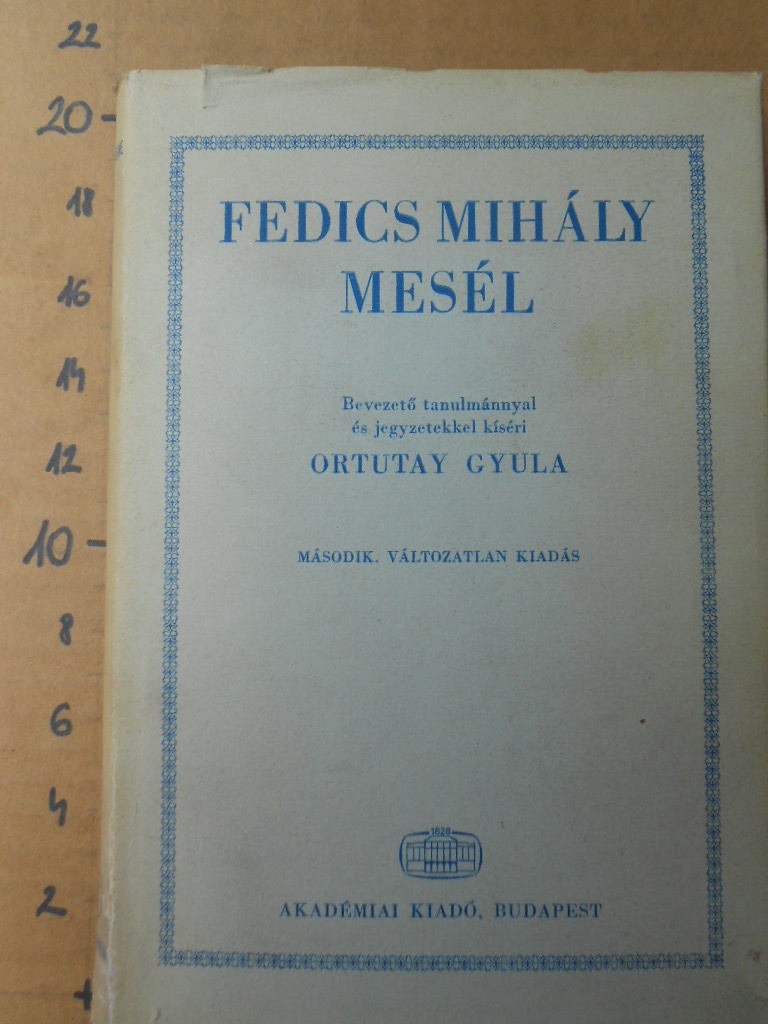 22
20-
18
16
14
12
10-
8
6
4
2
+
FEDICS MIHÁLY
MESÉL
Bevezető tanulmánnyal
és jegyzetekkel kíséri
ORTUTAY GYULA
MÁSODIK, VÁLTOZATLAN KIADÁS
1828
AKADÉMIAI KIADÓ, BUDAPEST